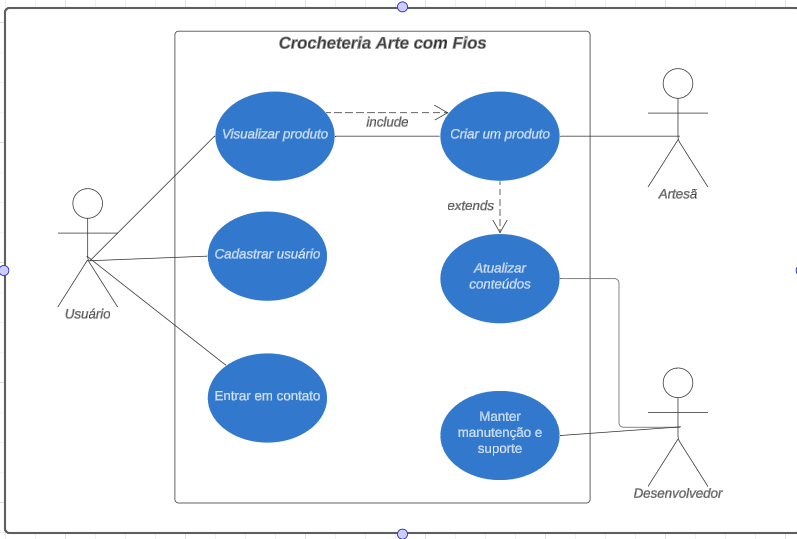 Crocheteria Arte com Fios
Visualizar produto
include
Criar um produto
Artesã
extends
Cadastrar usuário
Atualizar
conteúdos
Usuário
Entrar em contato
Manter
manutenção e
suporte
Desenvolvedor